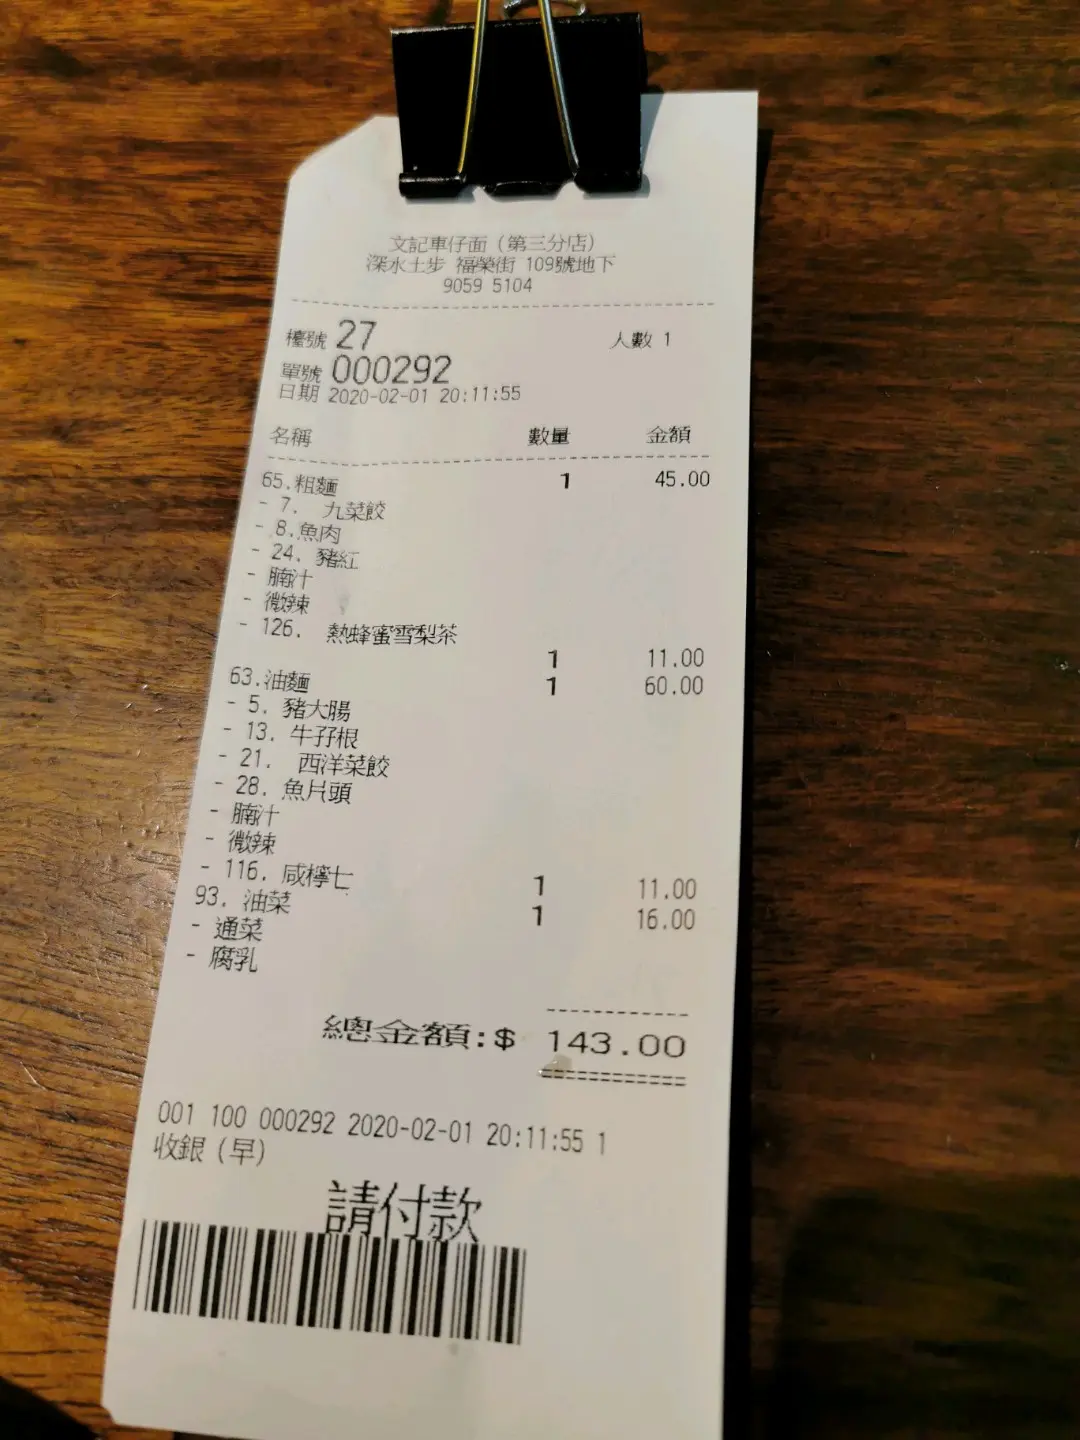 文記車仔面（第三分店）
深水土步 福榮街 109號地下
9059 5104
檯號 27 人數 1
單號 000292
日期 2020-02-01 20:11:55
名稱 數量 金額
65.粗麵 1 45.00
- 7. 九菜餃
- 8.魚肉
- 24. 豬紅
- 腩汁
- 微辣
- 126. 熱蜂蜜雪梨茶 1 11.00
63.油麵 1 60.00
- 5. 豬大腸
- 13. 牛孖根
- 21. 西洋菜餃
- 28. 魚片頭
- 腩汁
- 微辣
- 116. 咸檸七 1 11.00
93. 油菜 1 16.00
- 通菜
- 腐乳
總金額:$ 143.00
001 100 000292 2020-02-01 20:11:55 1
收銀（早）
請付款